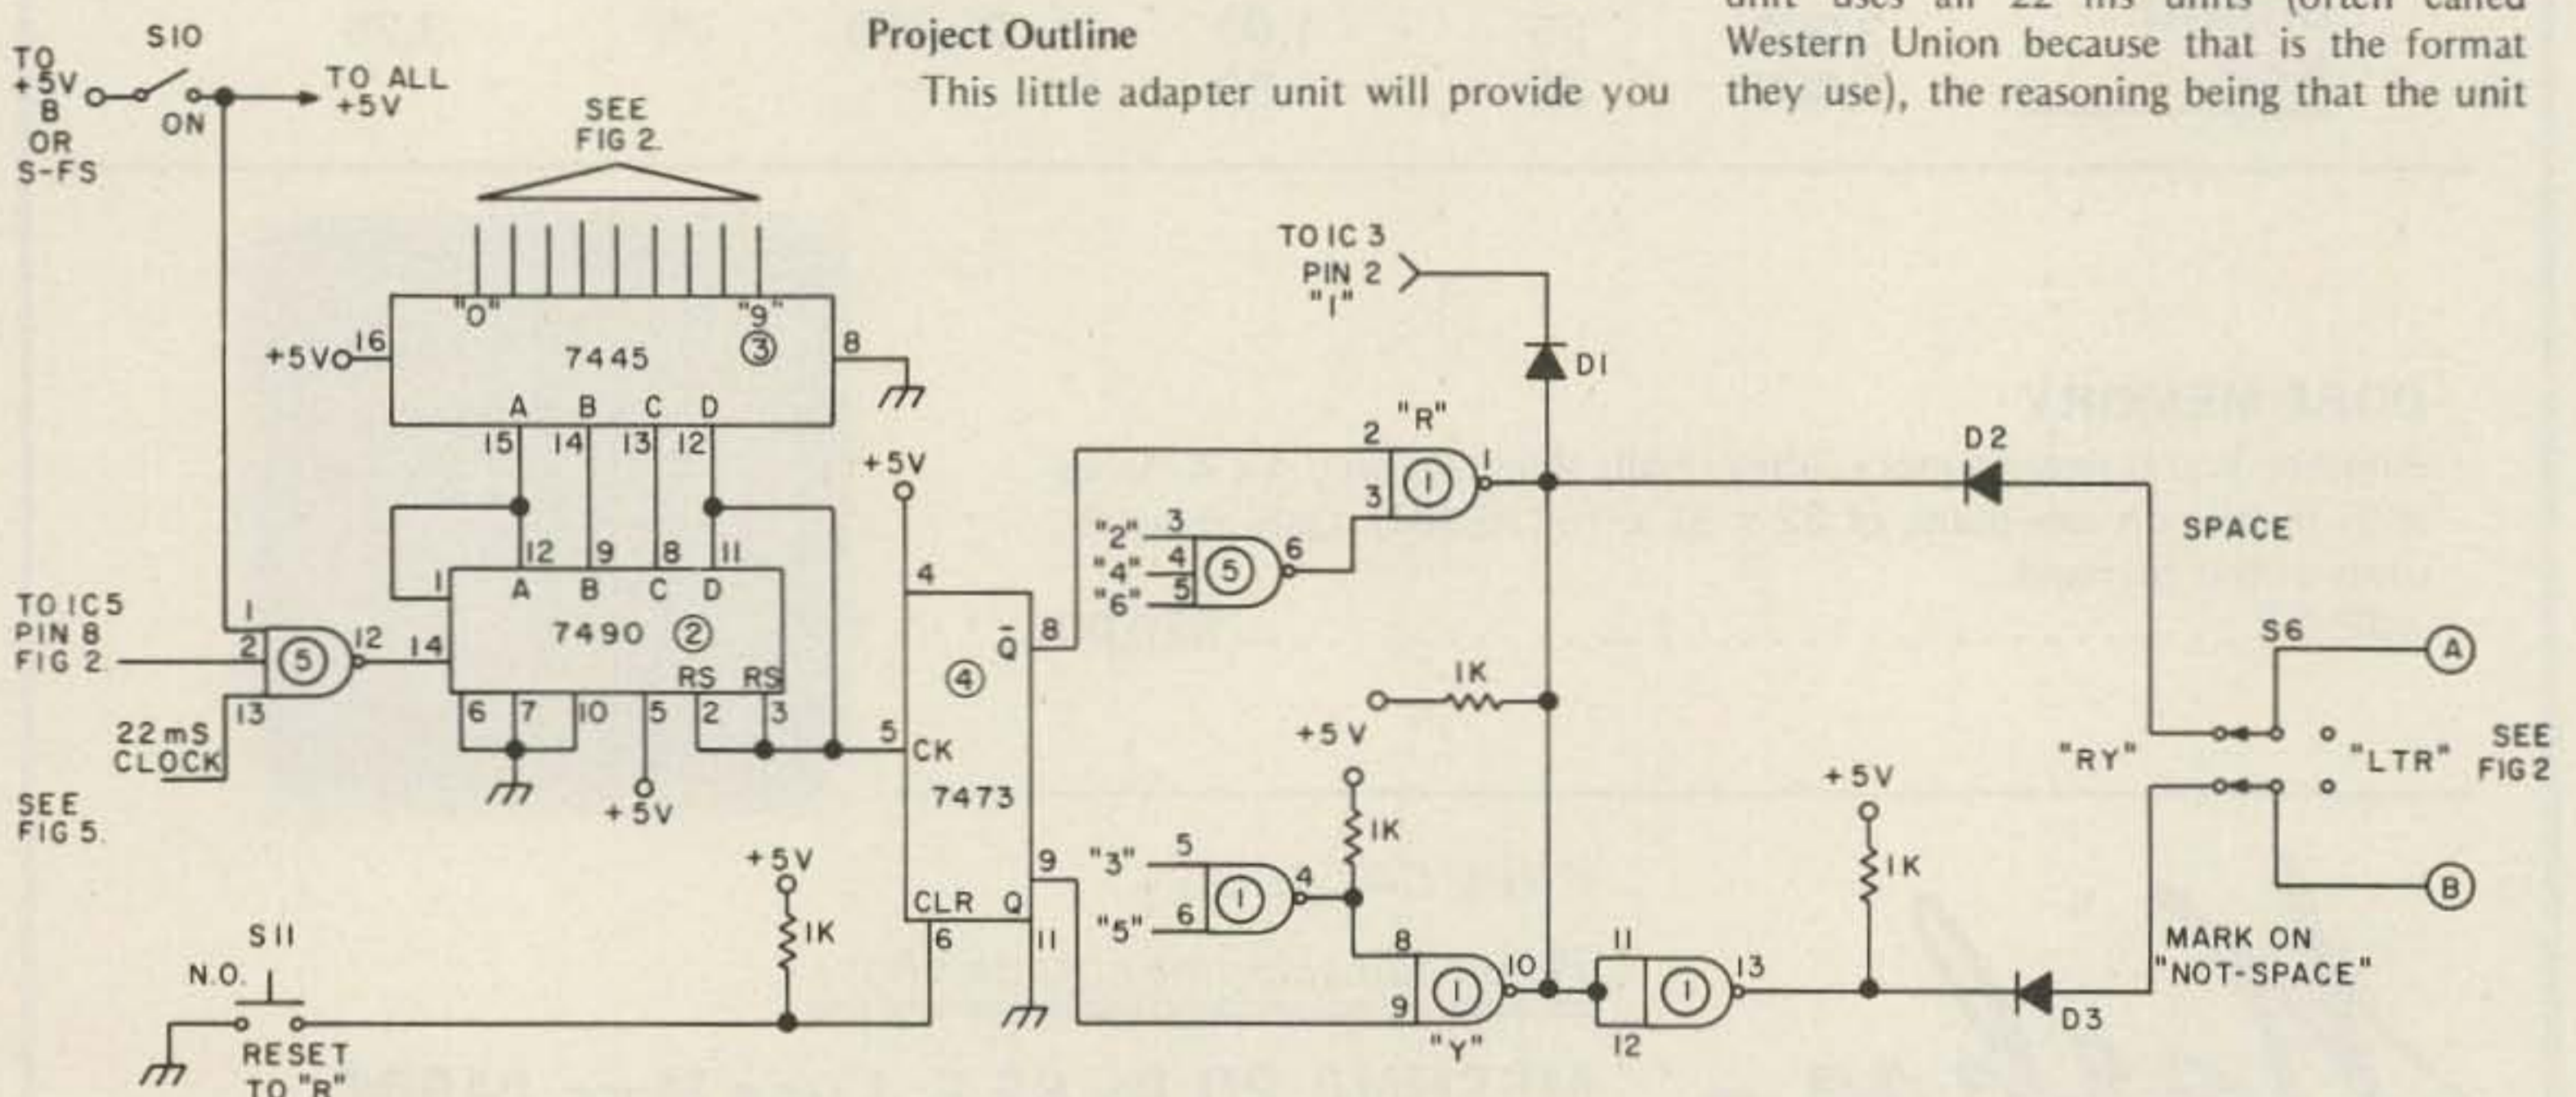 Project Outline
This little adapter unit will provide you
unit uses all 22 ms units (often called
Western Union because that is the format
they use), the reasoning being that the unit
TO
+5V
B
OR
S-FS
S10
ON
TO ALL
+5V
SEE
FIG 2.
"0"
"9"
3
+5V
16
7445
8
A B C D
15 14 13 12
12 9 8 11
1
A B C D
7490 2
14
RS RS
6 7 10 5 2 3
+5V
TO IC5
PIN 8
FIG 2
1
2
5
12
13
22mS
CLOCK
SEE
FIG 5.
+5V
4
Q
8
4
5
CK
7473
9
CLR Q
6
11
+5V
1K
S11
N.O.
RESET
TO "R"
TO IC 3
PIN 2
"1"
D1
"R"
2
3
1
1
"2" 3
"4" 4
"6" 5
5
6
1K
+5V
1K
"3" 5
"5" 6
1
4
8
9
1
10
"Y"
11
12
1
13
+5V
1K
D2
SPACE
D3
MARK ON
"NOT-SPACE"
S6
A
"RY"
"LTR"
SEE
FIG 2
B